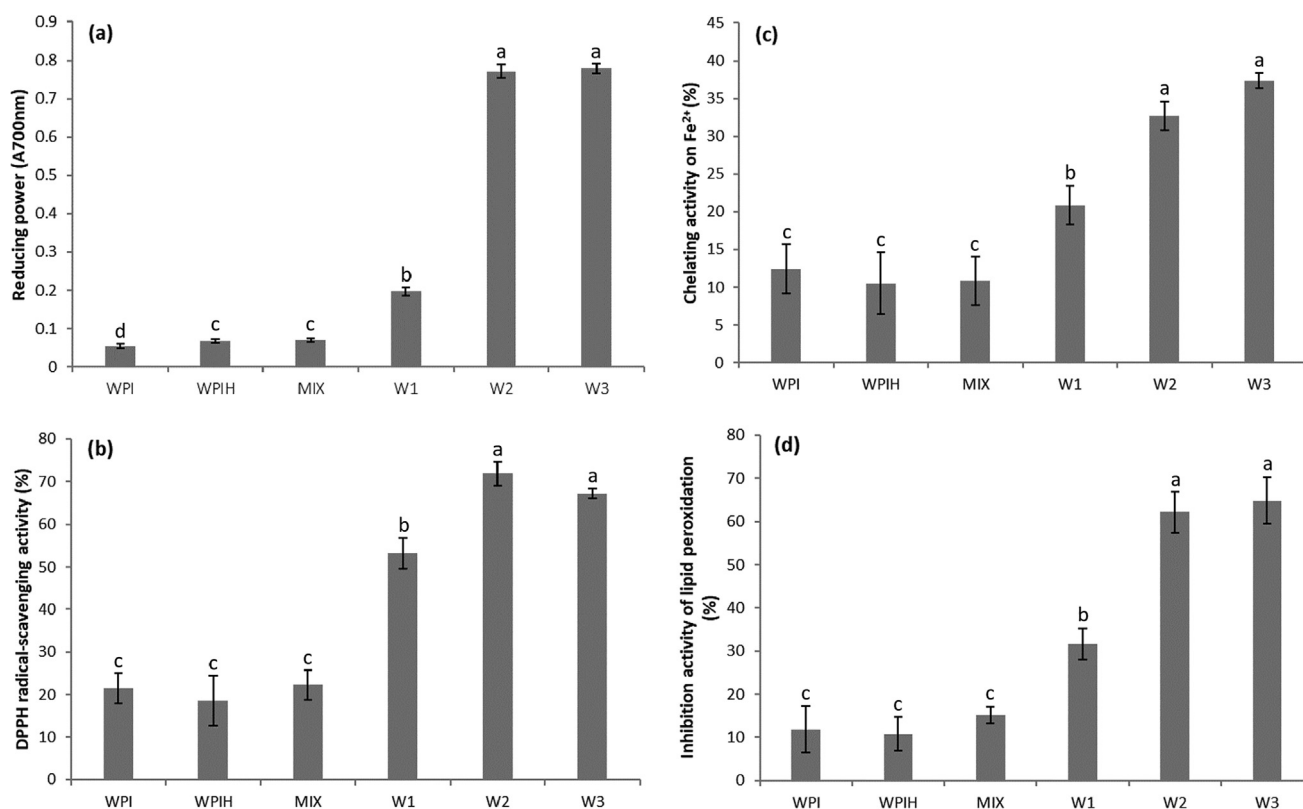 (a)
Reducing power (A700nm)
0.9
0.8
0.7
0.6
0.5
0.4
0.3
0.2
0.1
0
d
c
c
b
a
a
WPI WPIH MIX W1 W2 W3
(c)
Chelating activity on Fe²⁺ (%)
45
40
35
30
25
20
15
10
5
0
c
c
c
b
a
a
WPI WPIH MIX W1 W2 W3
(b)
DPPH radical-scavenging activity (%)
80
70
60
50
40
30
20
10
0
c
c
c
b
a
a
WPI WPIH MIX W1 W2 W3
(d)
Inhibition activity of lipid peroxidation
(%)
80
70
60
50
40
30
20
10
0
c
c
c
b
a
a
WPI WPIH MIX W1 W2 W3